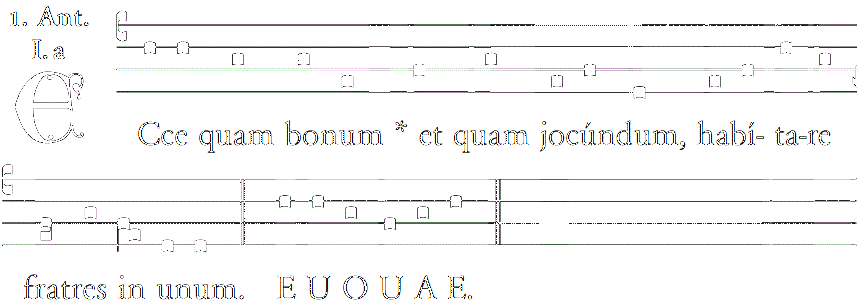 1. Ant.
I. a
ECce quam bonum * et quam jocúndum, habí- ta-re
fratres in unum. E U O U A E.